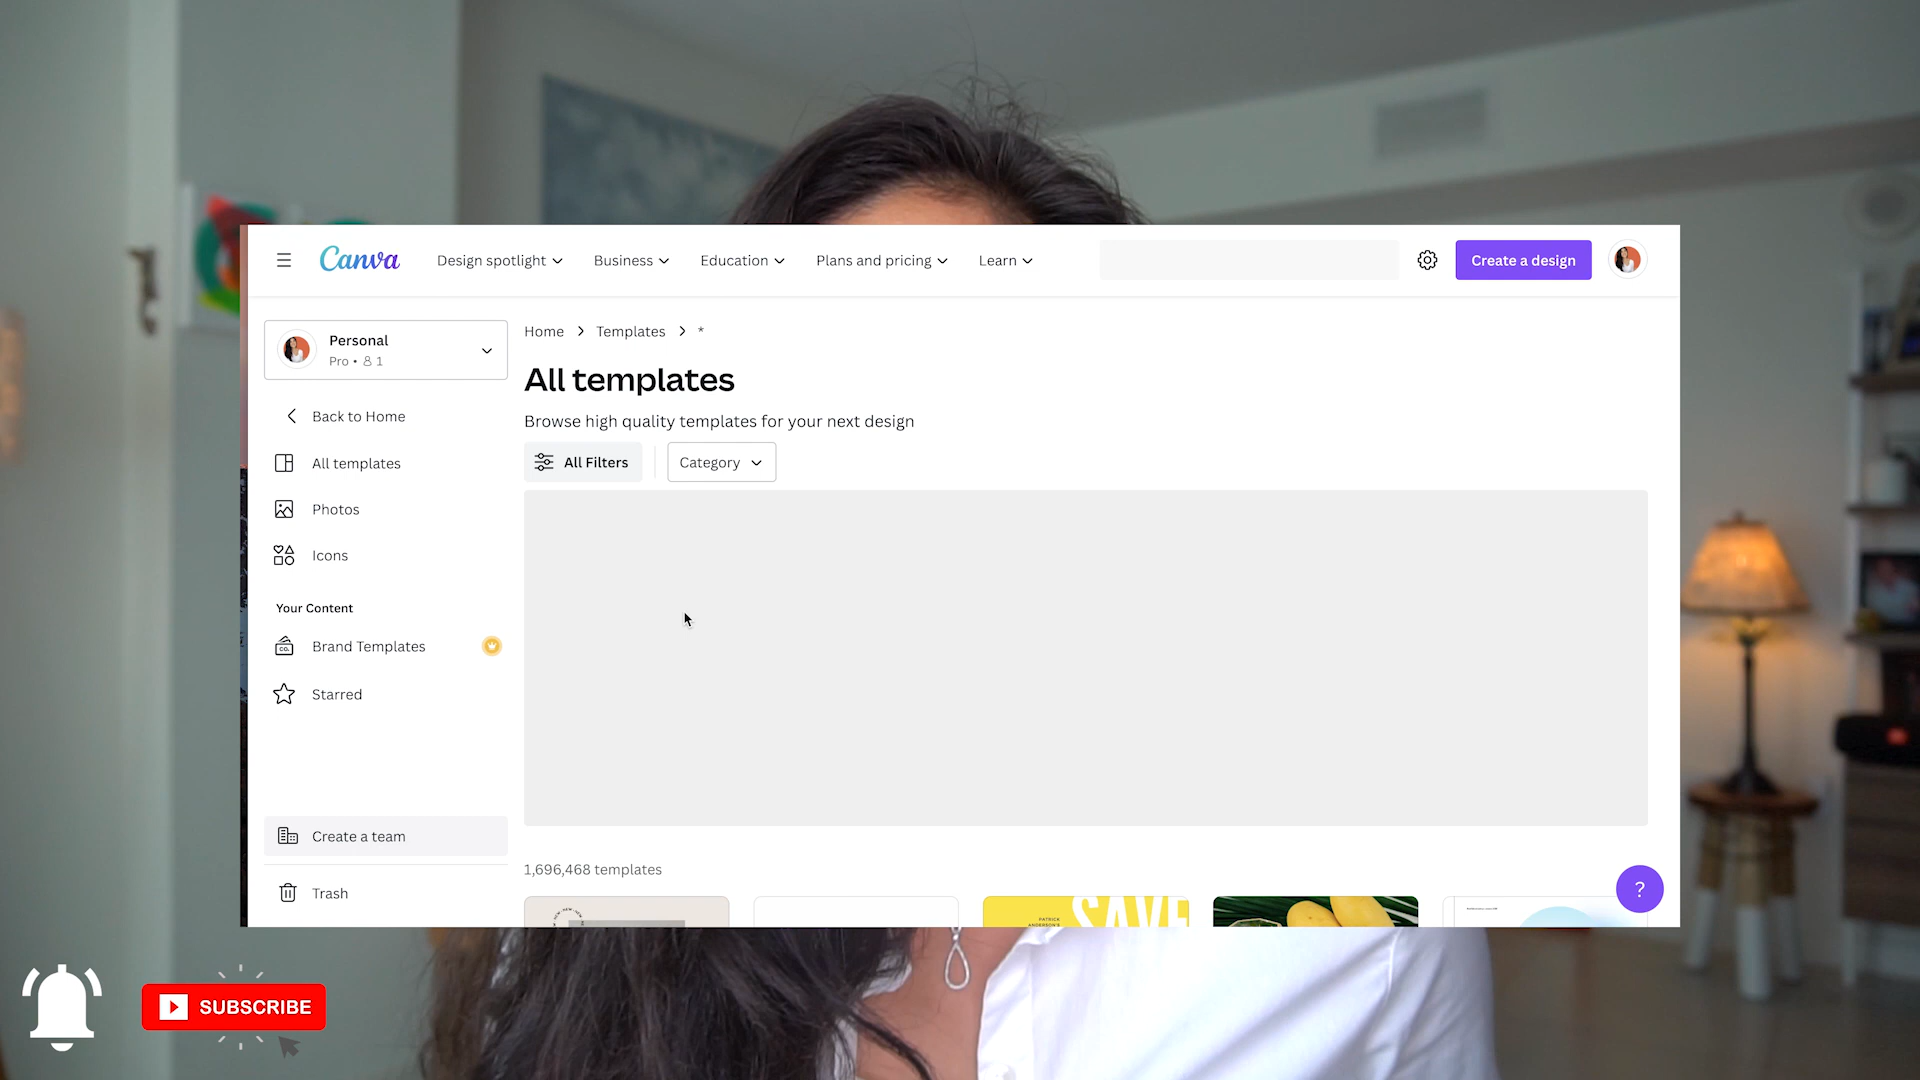 Canva Design spotlight Business Education Plans and pricing Learn Create a design
Personal
Pro • 1
Back to Home
All templates
Photos
Icons
Your Content
Brand Templates
Starred
Create a team
Trash
Home > Templates > *
All templates
Browse high quality templates for your next design
All Filters Category
1,696,468 templates
PATRICK
ANDERSON'S
SAVE
?
SUBSCRIBE